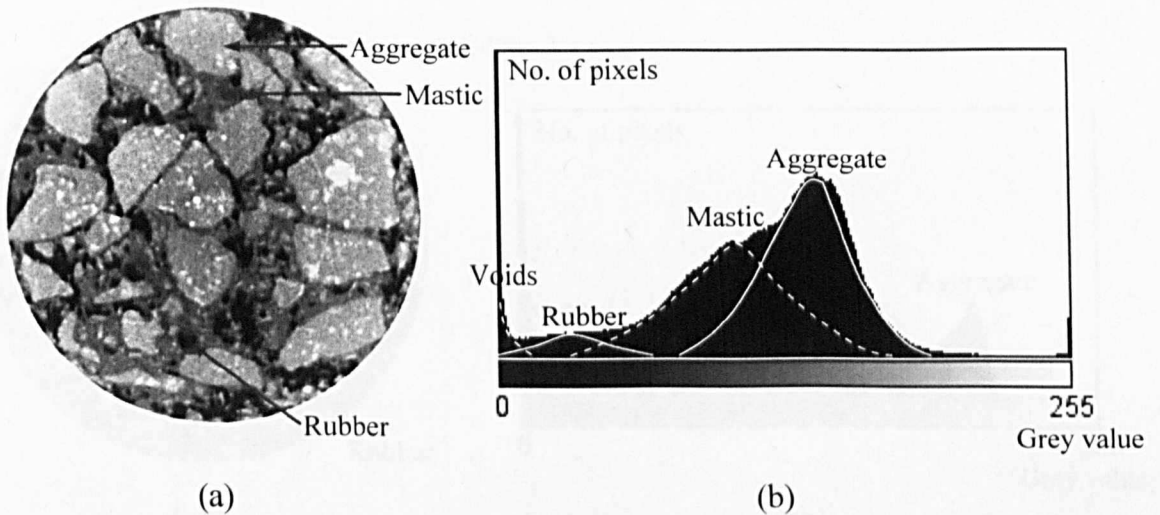 Aggregate
Mastic
Rubber
(a)
No. of pixels
Aggregate
Mastic
Voids
Rubber
0
255
Grey value
(b)